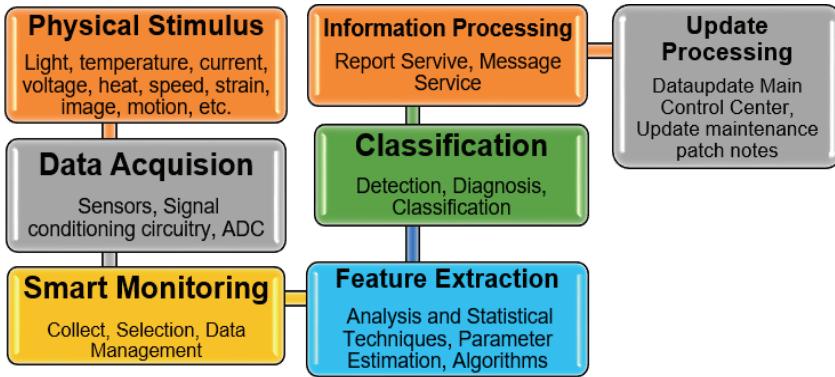 Physical Stimulus
Light, temperature, current,
voltage, heat, speed, strain,
image, motion, etc.
Data Acquision
Sensors, Signal
conditioning circuitry, ADC
Smart Monitoring
Collect, Selection, Data
Management
Feature Extraction
Analysis and Statistical
Techniques, Parameter
Estimation, Algorithms
Classification
Detection, Diagnosis,
Classification
Information Processing
Report Servive, Message
Service
Update
Processing
Dataupdate Main
Control Center,
Update maintenance
patch notes